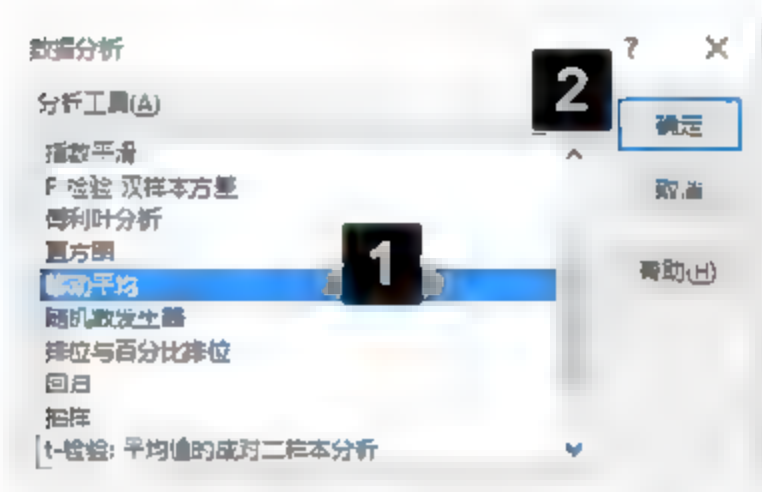 数据分析
?
分析工具(A)
2
确定
指数平滑
F-检验 双样本方差
取消
傅利叶分析
直方图
1
移动平均
帮助(H)
随机数发生器
排位与百分比排位
回归
抽样
t-检验: 平均值的成对二样本分析